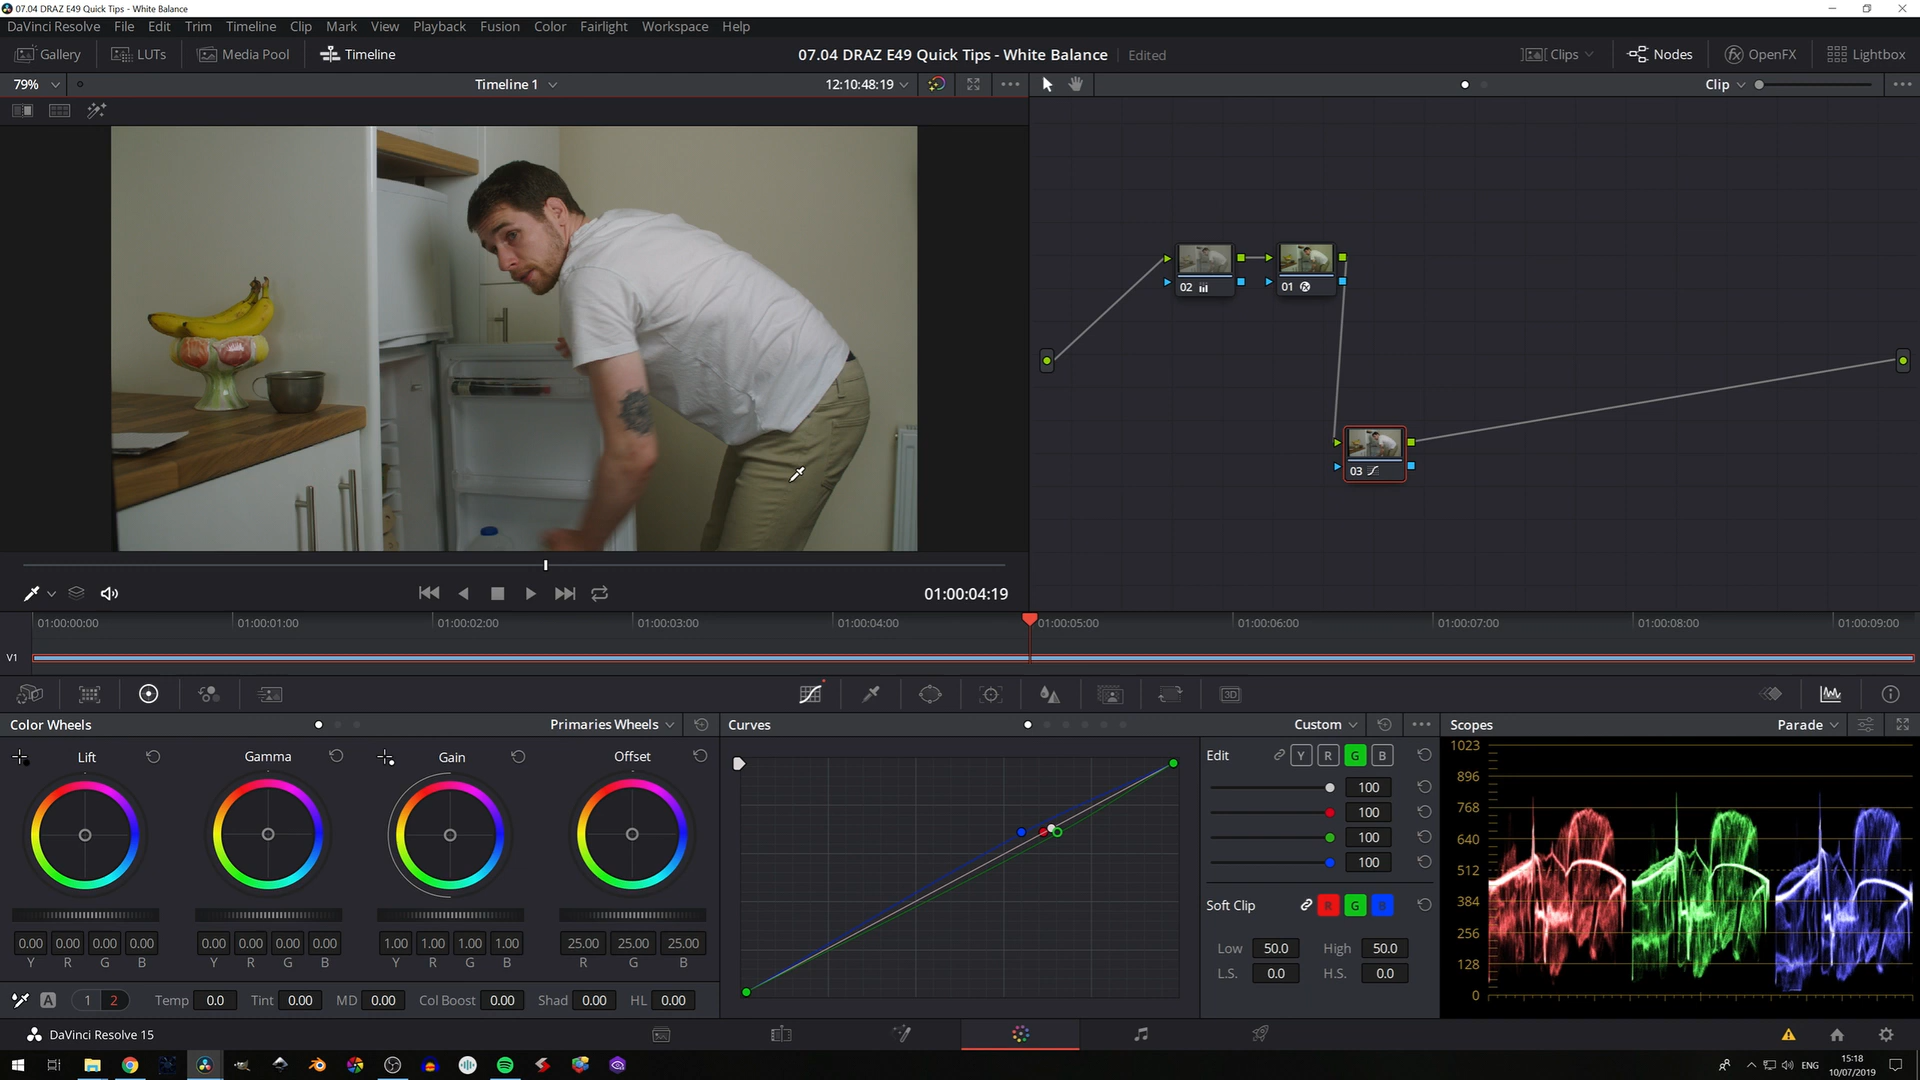 07.04 DRAZ E49 Quick Tips - White Balance
DaVinci Resolve File Edit Trim Timeline Clip Mark View Playback Fusion Color Fairlight Workspace Help
Gallery LUTs Media Pool Timeline 07.04 DRAZ E49 Quick Tips - White Balance Edited Clips Nodes OpenFX Lightbox
79% Timeline 1 12:10:48:19 Clip
02 01
03
01:00:04:19
01:00:00:00 01:00:01:00 01:00:02:00 01:00:03:00 01:00:04:00 01:00:05:00 01:00:06:00 01:00:07:00 01:00:08:00 01:00:09:00
V1
3D
Color Wheels Primaries Wheels Curves Custom Scopes Parade
Lift Gamma Gain Offset
0.00 0.00 0.00 0.00 0.00 0.00 0.00 0.00 1.00 1.00 1.00 1.00 25.00 25.00 25.00
Y R G B Y R G B Y R G B R G B
A 1 2 Temp 0.0 Tint 0.00 MD 0.00 Col Boost 0.00 Shad 0.00 HL 0.00
Edit Y R G B
100
100
100
100
Soft Clip R G B
Low 50.0 High 50.0
L.S. 0.0 H.S. 0.0
1023
896
768
640
512
384
256
128
0
DaVinci Resolve 15
ENG
15:18
10/07/2019